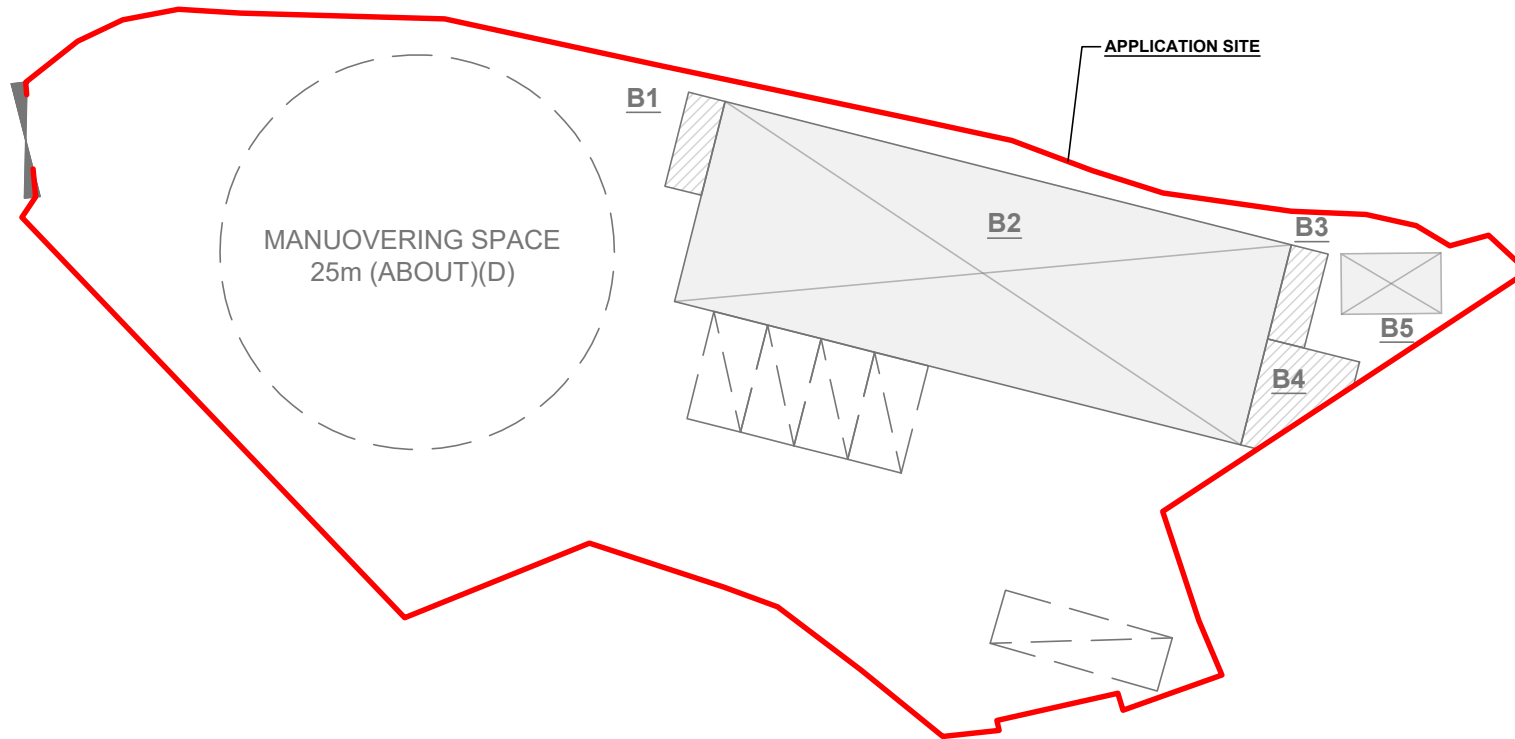 APPLICATION SITE
B1
MANUOVERING SPACE
25m (ABOUT)(D)
B2
B3
B5
B4